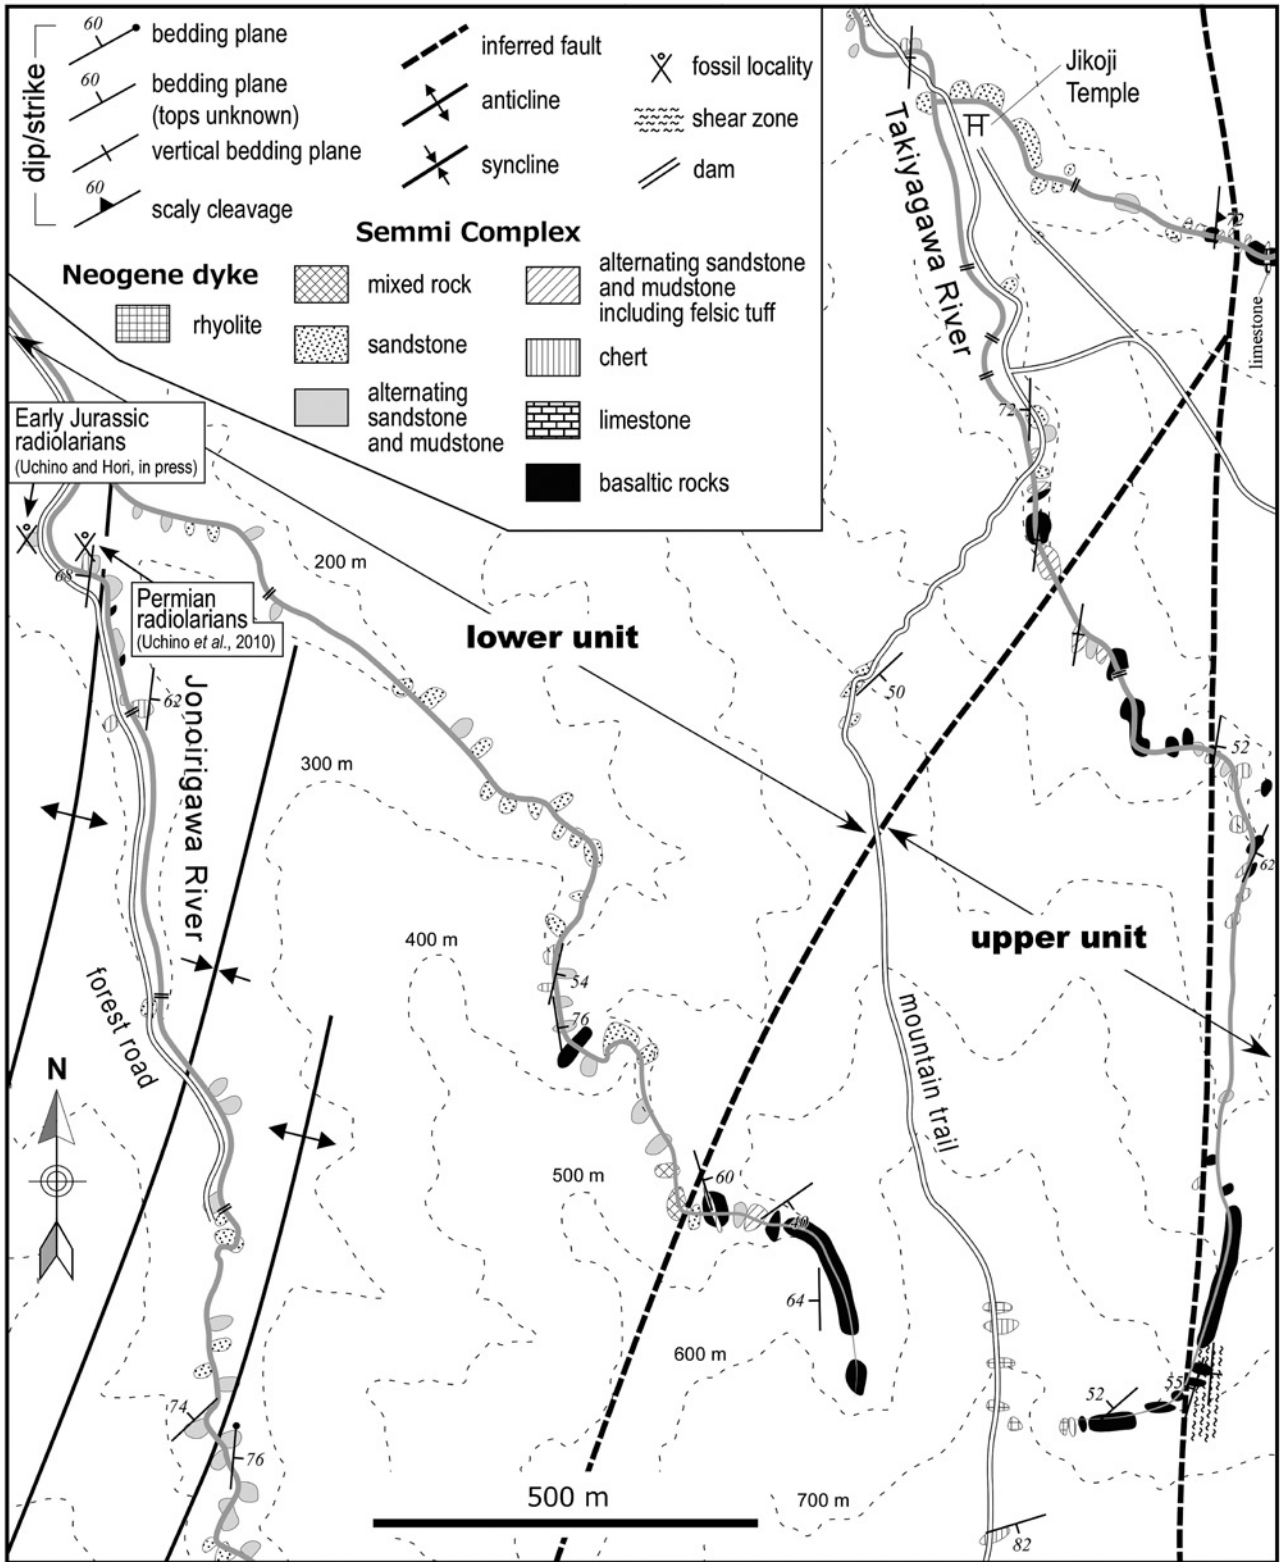 dip/strike
60
bedding plane
60
bedding plane
(tops unknown)
vertical bedding plane
60
scaly cleavage
inferred fault
anticline
syncline
fossil locality
shear zone
dam
Semmi Complex
Neogene dyke
rhyolite
mixed rock
sandstone
alternating
sandstone
and mudstone
alternating sandstone
and mudstone
including felsic tuff
chert
limestone
basaltic rocks
Jikoji
Temple
Takiyagawa River
72
limestone
72
Early Jurassic
radiolarians
(Uchino and Hori, in press)
68
Permian
radiolarians
(Uchino et al., 2010)
200 m
lower unit
62
50
Jonoirigawa River
300 m
52
62
400 m
upper unit
54
76
forest road
mountain trail
N
500 m
60
40
64
600 m
74
76
52
55
500 m
700 m
82